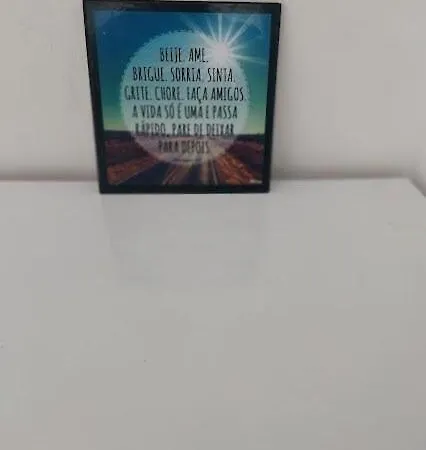 BEIJE. AME.
BRIGUE. SORRIA. SINTA.
GRITE. CHORE. FAÇA AMIGOS.
A VIDA SÓ É UMA E PASSA
RÁPIDO, PARE DE DEIXAR
PARA DEPOIS.